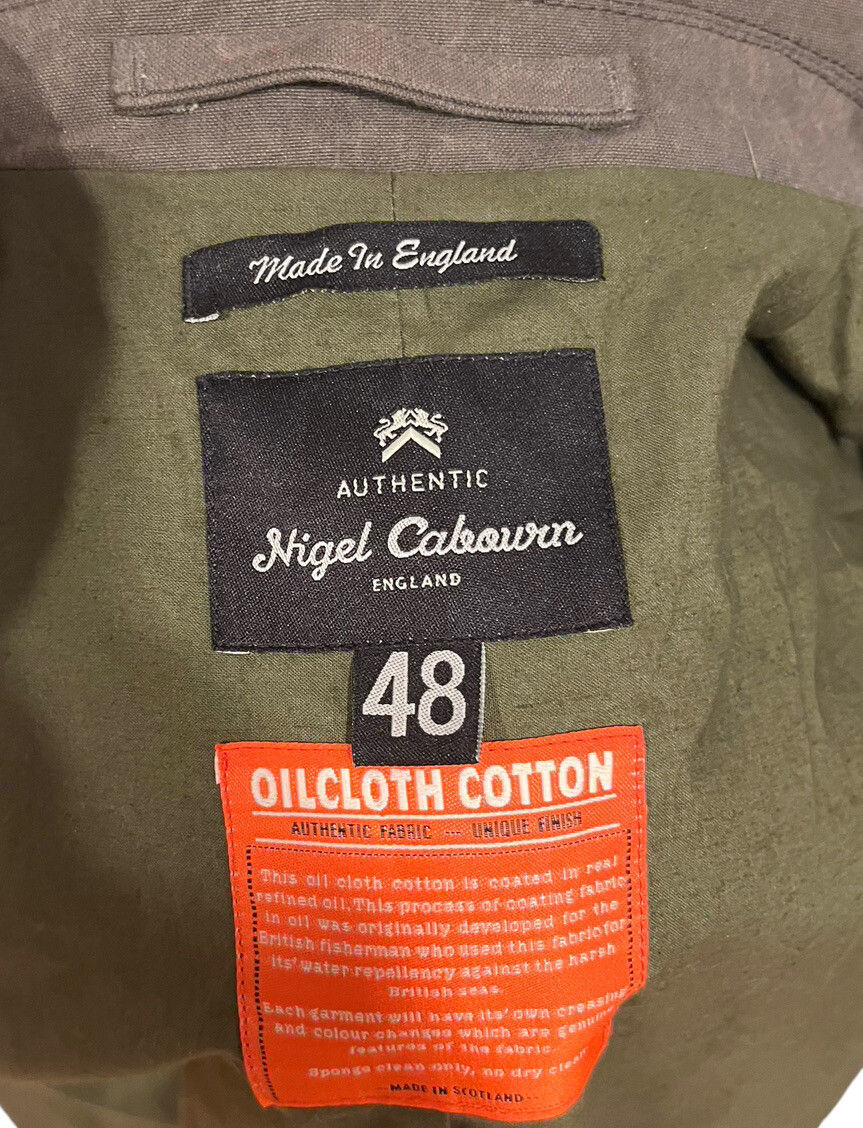 Made In England
AUTHENTIC
Nigel Cabourn
ENGLAND
48
OILCLOTH COTTON
AUTHENTIC FABRIC --- UNIQUE FINISH
This oil cloth cotton is coated in real
refined oil. This process of coating fabric
in oil was originally developed for the
British fisherman who used this fabric for
its' water repellency against the harsh
British seas.
Each garment will have its' own creasing
and colour changes which are genuine
features of the fabric.
Sponge clean only, no dry clean
MADE IN SCOTLAND